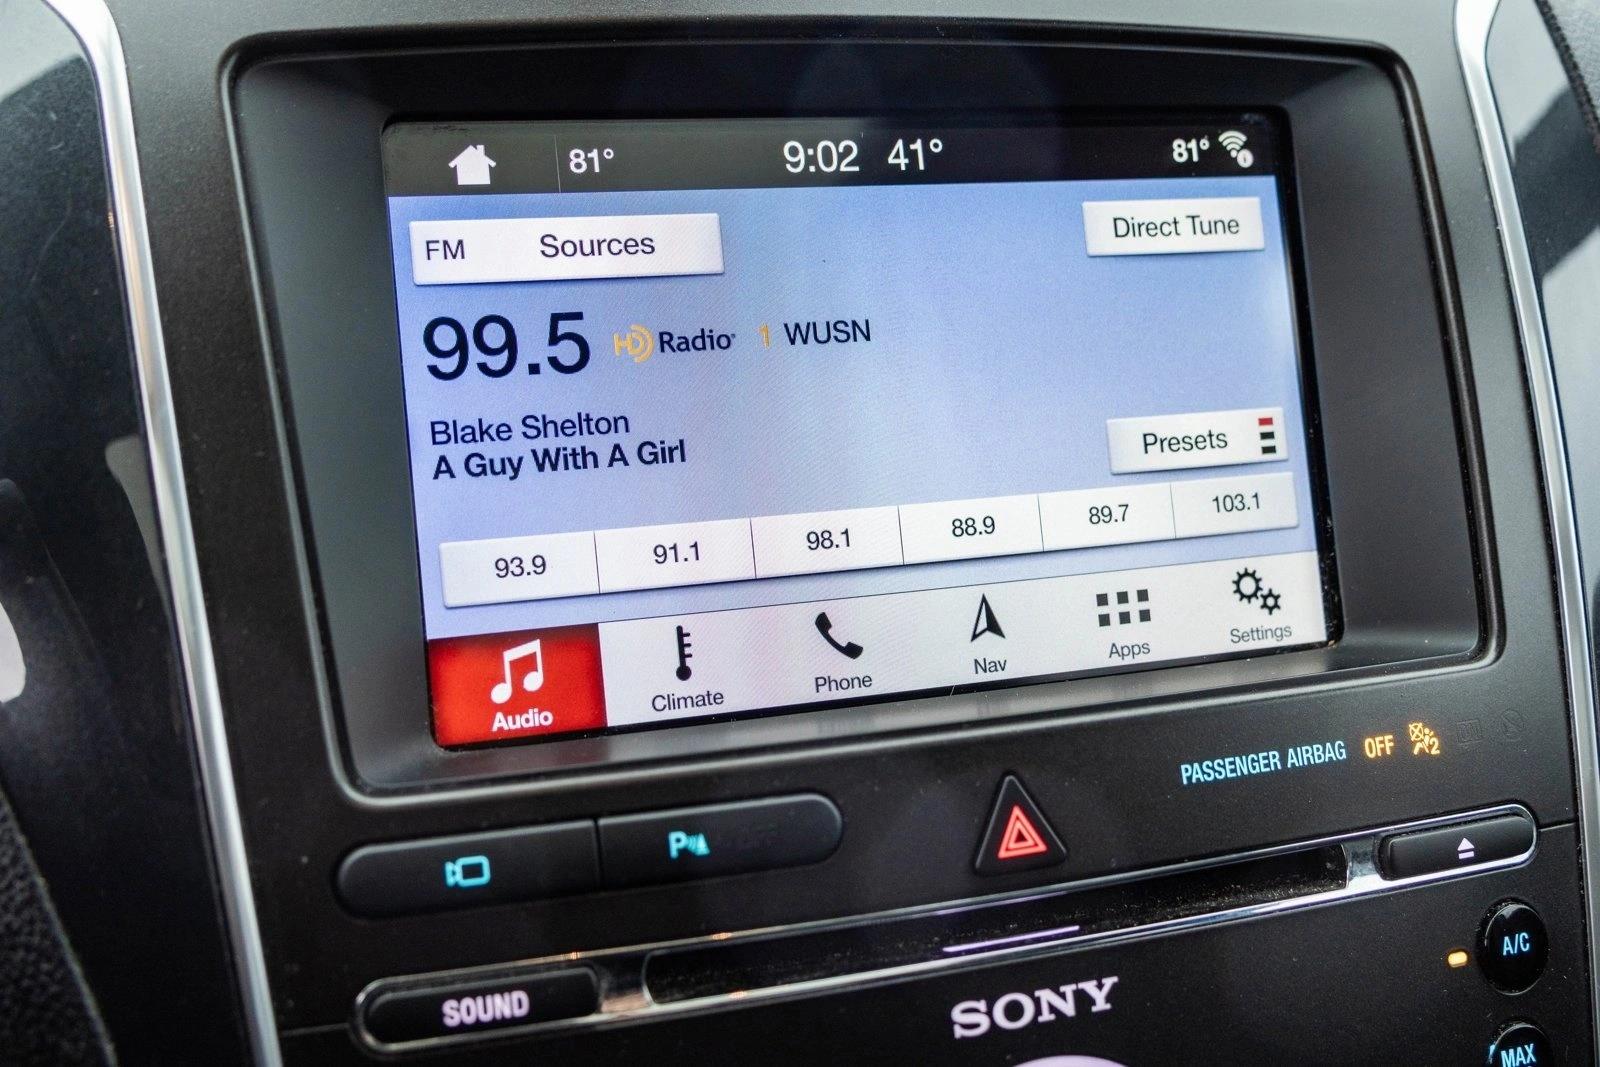 81° 9:02 41° 81°
FM Sources Direct Tune
99.5 HD Radio 1 WUSN
Blake Shelton
A Guy With A Girl
Presets
93.9 91.1 98.1 88.9 89.7 103.1
Audio Climate Phone Nav Apps Settings
PASSENGER AIRBAG OFF 2
P
A/C
SOUND SONY
MAX